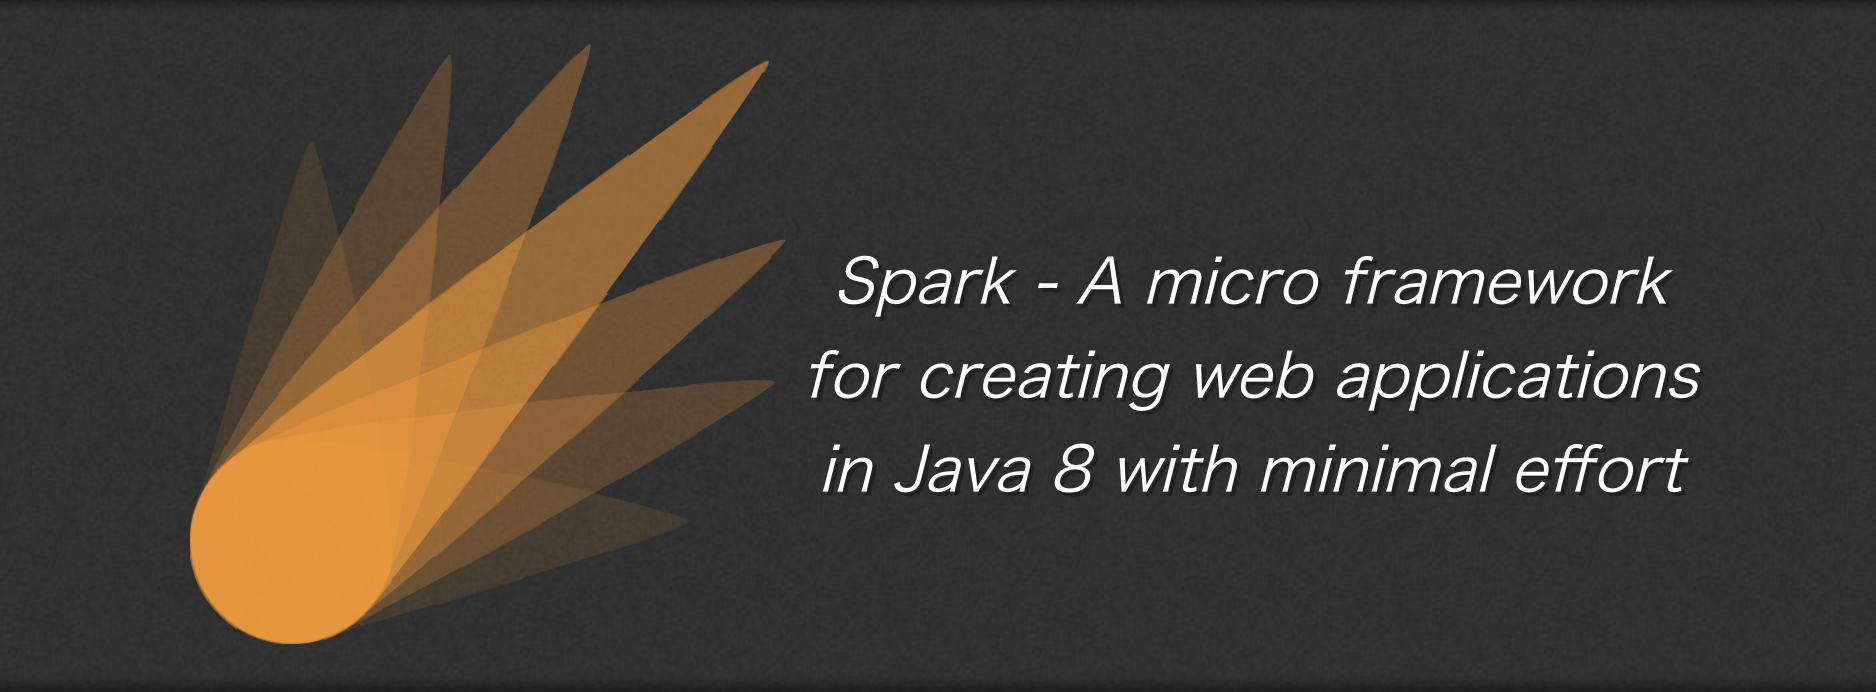 Spark - A micro framework
for creating web applications
in Java 8 with minimal effort